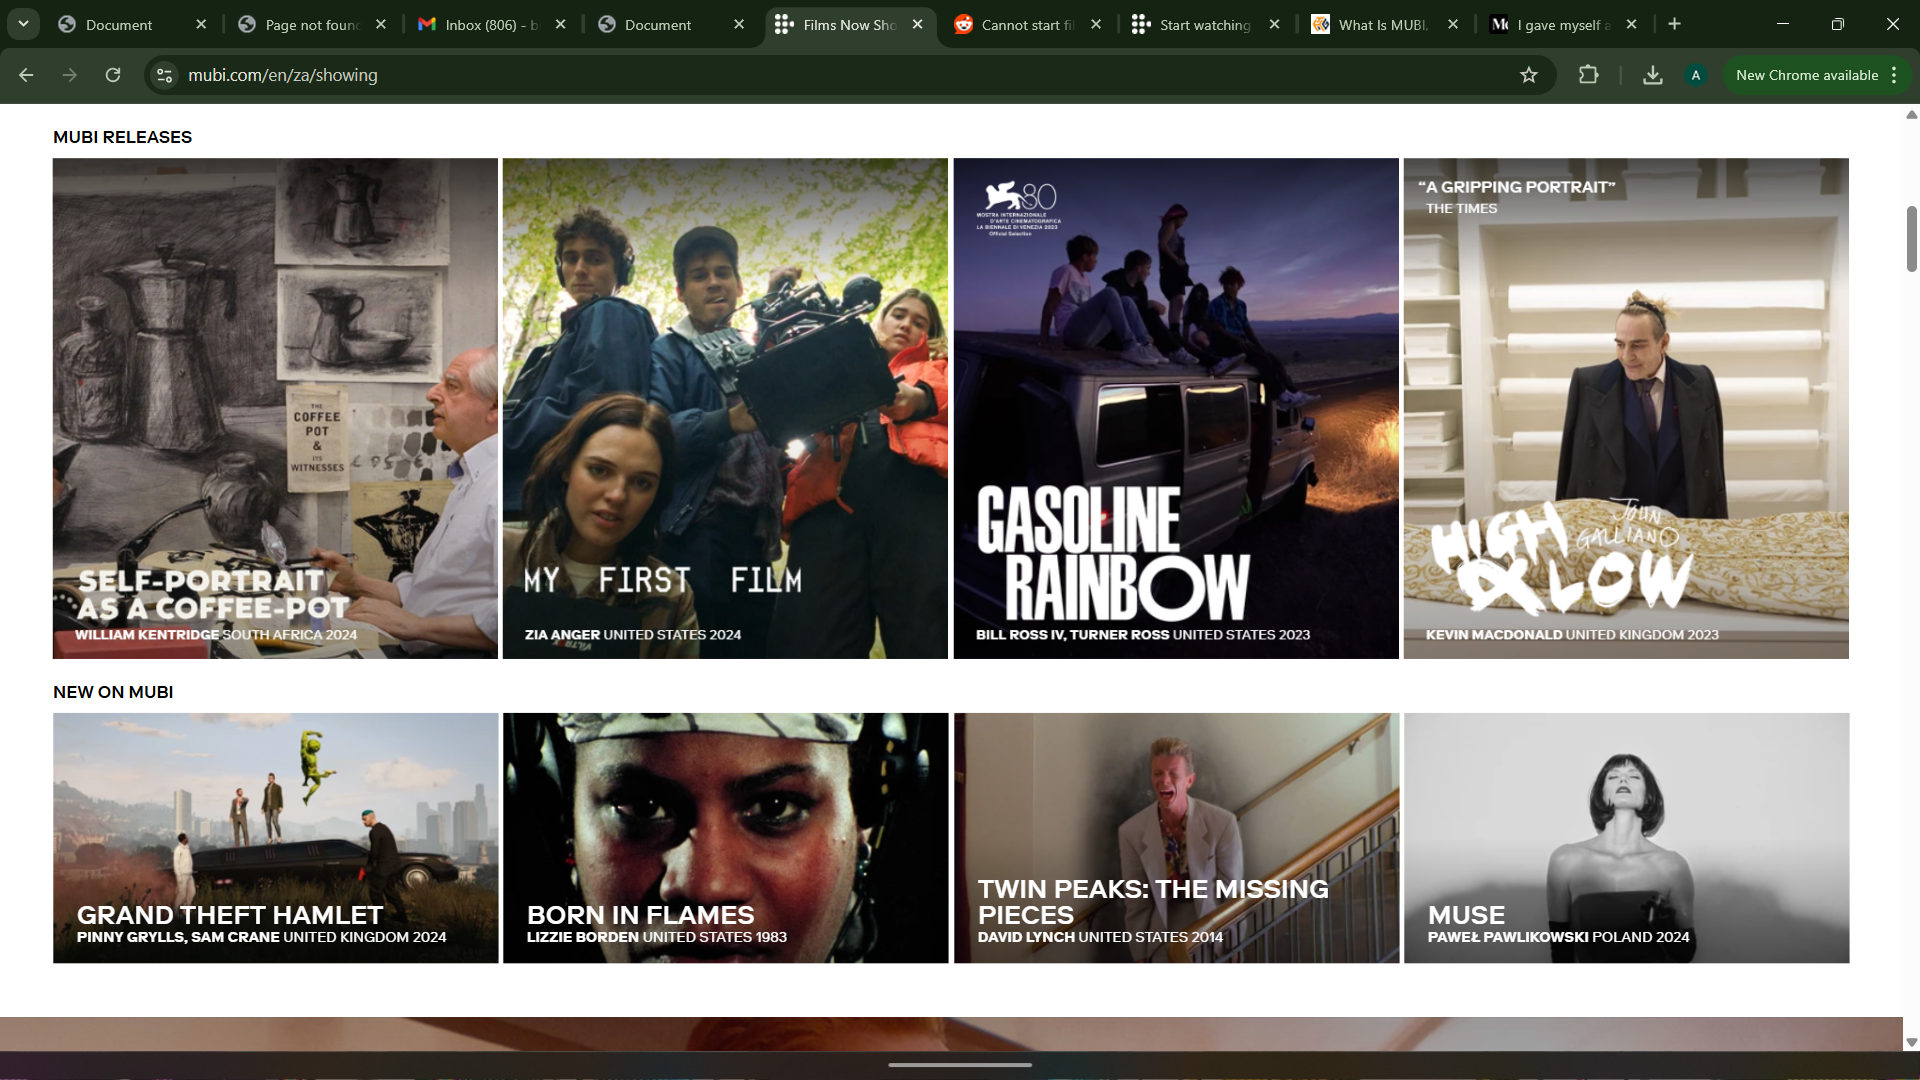 Document
Page not foun
Inbox (806) - b
Document
Films Now Sho
Cannot start fi
Start watching
What Is MUBI,
I gave myself a
mubi.com/en/za/showing
A
New Chrome available
MUBI RELEASES
THE
COFFEE
POT
&
ITS
WITNESSES
SELF-PORTRAIT
AS A COFFEE-POT
WILLIAM KENTRIDGE SOUTH AFRICA 2024
MY FIRST FILM
ZIA ANGER UNITED STATES 2024
80
MOSTRA INTERNAZIONALE
D'ARTE CINEMATOGRAFICA
LA BIENNALE DI VENEZIA 2023
Official Selection
GASOLINE
RAINBOW
BILL ROSS IV, TURNER ROSS UNITED STATES 2023
“A GRIPPING PORTRAIT”
THE TIMES
HIGH & LOW
JOHN
GALLIANO
KEVIN MACDONALD UNITED KINGDOM 2023
NEW ON MUBI
GRAND THEFT HAMLET
PINNY GRYLLS, SAM CRANE UNITED KINGDOM 2024
BORN IN FLAMES
LIZZIE BORDEN UNITED STATES 1983
TWIN PEAKS: THE MISSING
PIECES
DAVID LYNCH UNITED STATES 2014
MUSE
PAWEŁ PAWLIKOWSKI POLAND 2024